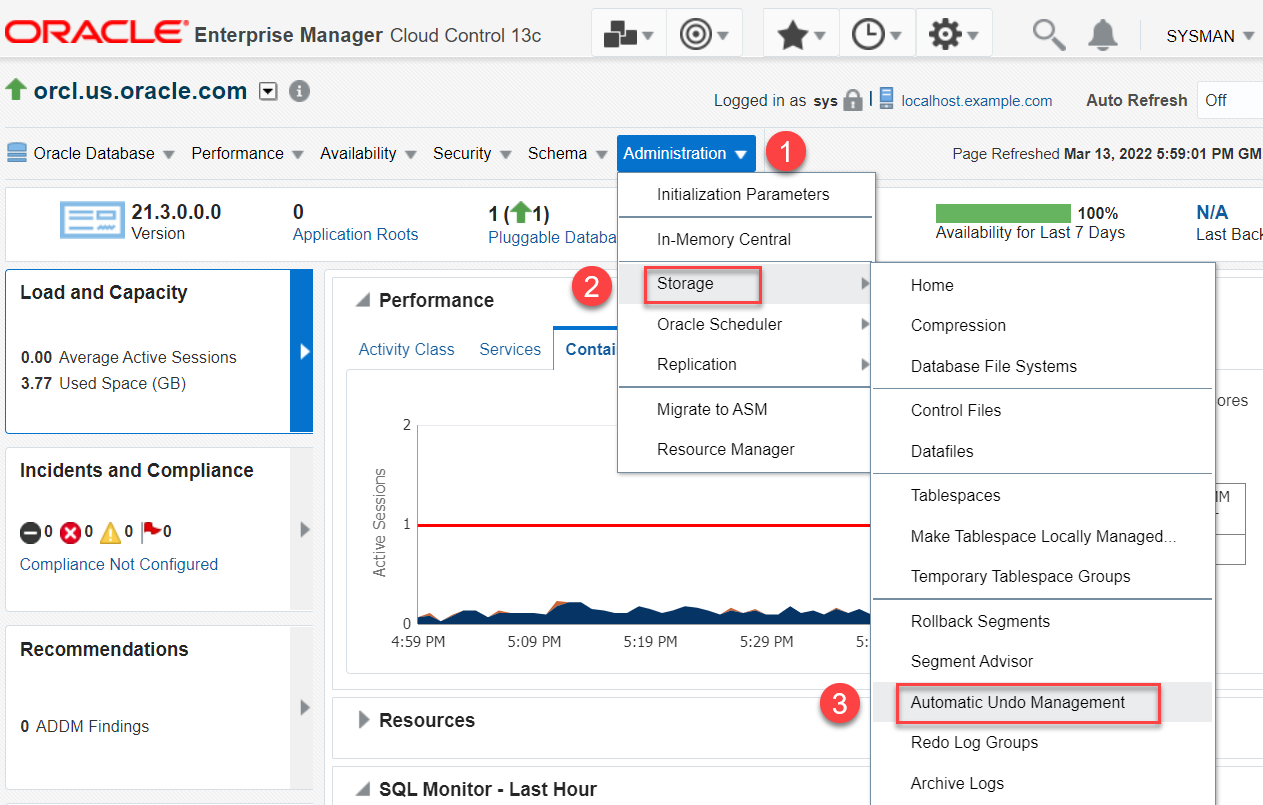 ORACLE Enterprise Manager Cloud Control 13c
SYSMAN
orcl.us.oracle.com
Logged in as sys localhost.example.com Auto Refresh Off
Oracle Database Performance Availability Security Schema Administration 1
Page Refreshed Mar 13, 2022 5:59:01 PM GM
21.3.0.0.0
Version
0
Application Roots
1 (1)
Pluggable Databa
100%
Availability for Last 7 Days
N/A
Last Back
Initialization Parameters
In-Memory Central
2 Storage
Oracle Scheduler
Replication
Migrate to ASM
Resource Manager
Home
Compression
Database File Systems
Control Files
Datafiles
Tablespaces
Make Tablespace Locally Managed...
Temporary Tablespace Groups
Rollback Segments
Segment Advisor
3 Automatic Undo Management
Redo Log Groups
Archive Logs
Load and Capacity
0.00 Average Active Sessions
3.77 Used Space (GB)
Incidents and Compliance
0 0 0 0
Compliance Not Configured
Recommendations
0 ADDM Findings
Performance
Activity Class Services Contai
ores
Active Sessions
2
1
0
4:59 PM 5:09 PM 5:19 PM 5:29 PM 5:
Resources
SQL Monitor - Last Hour